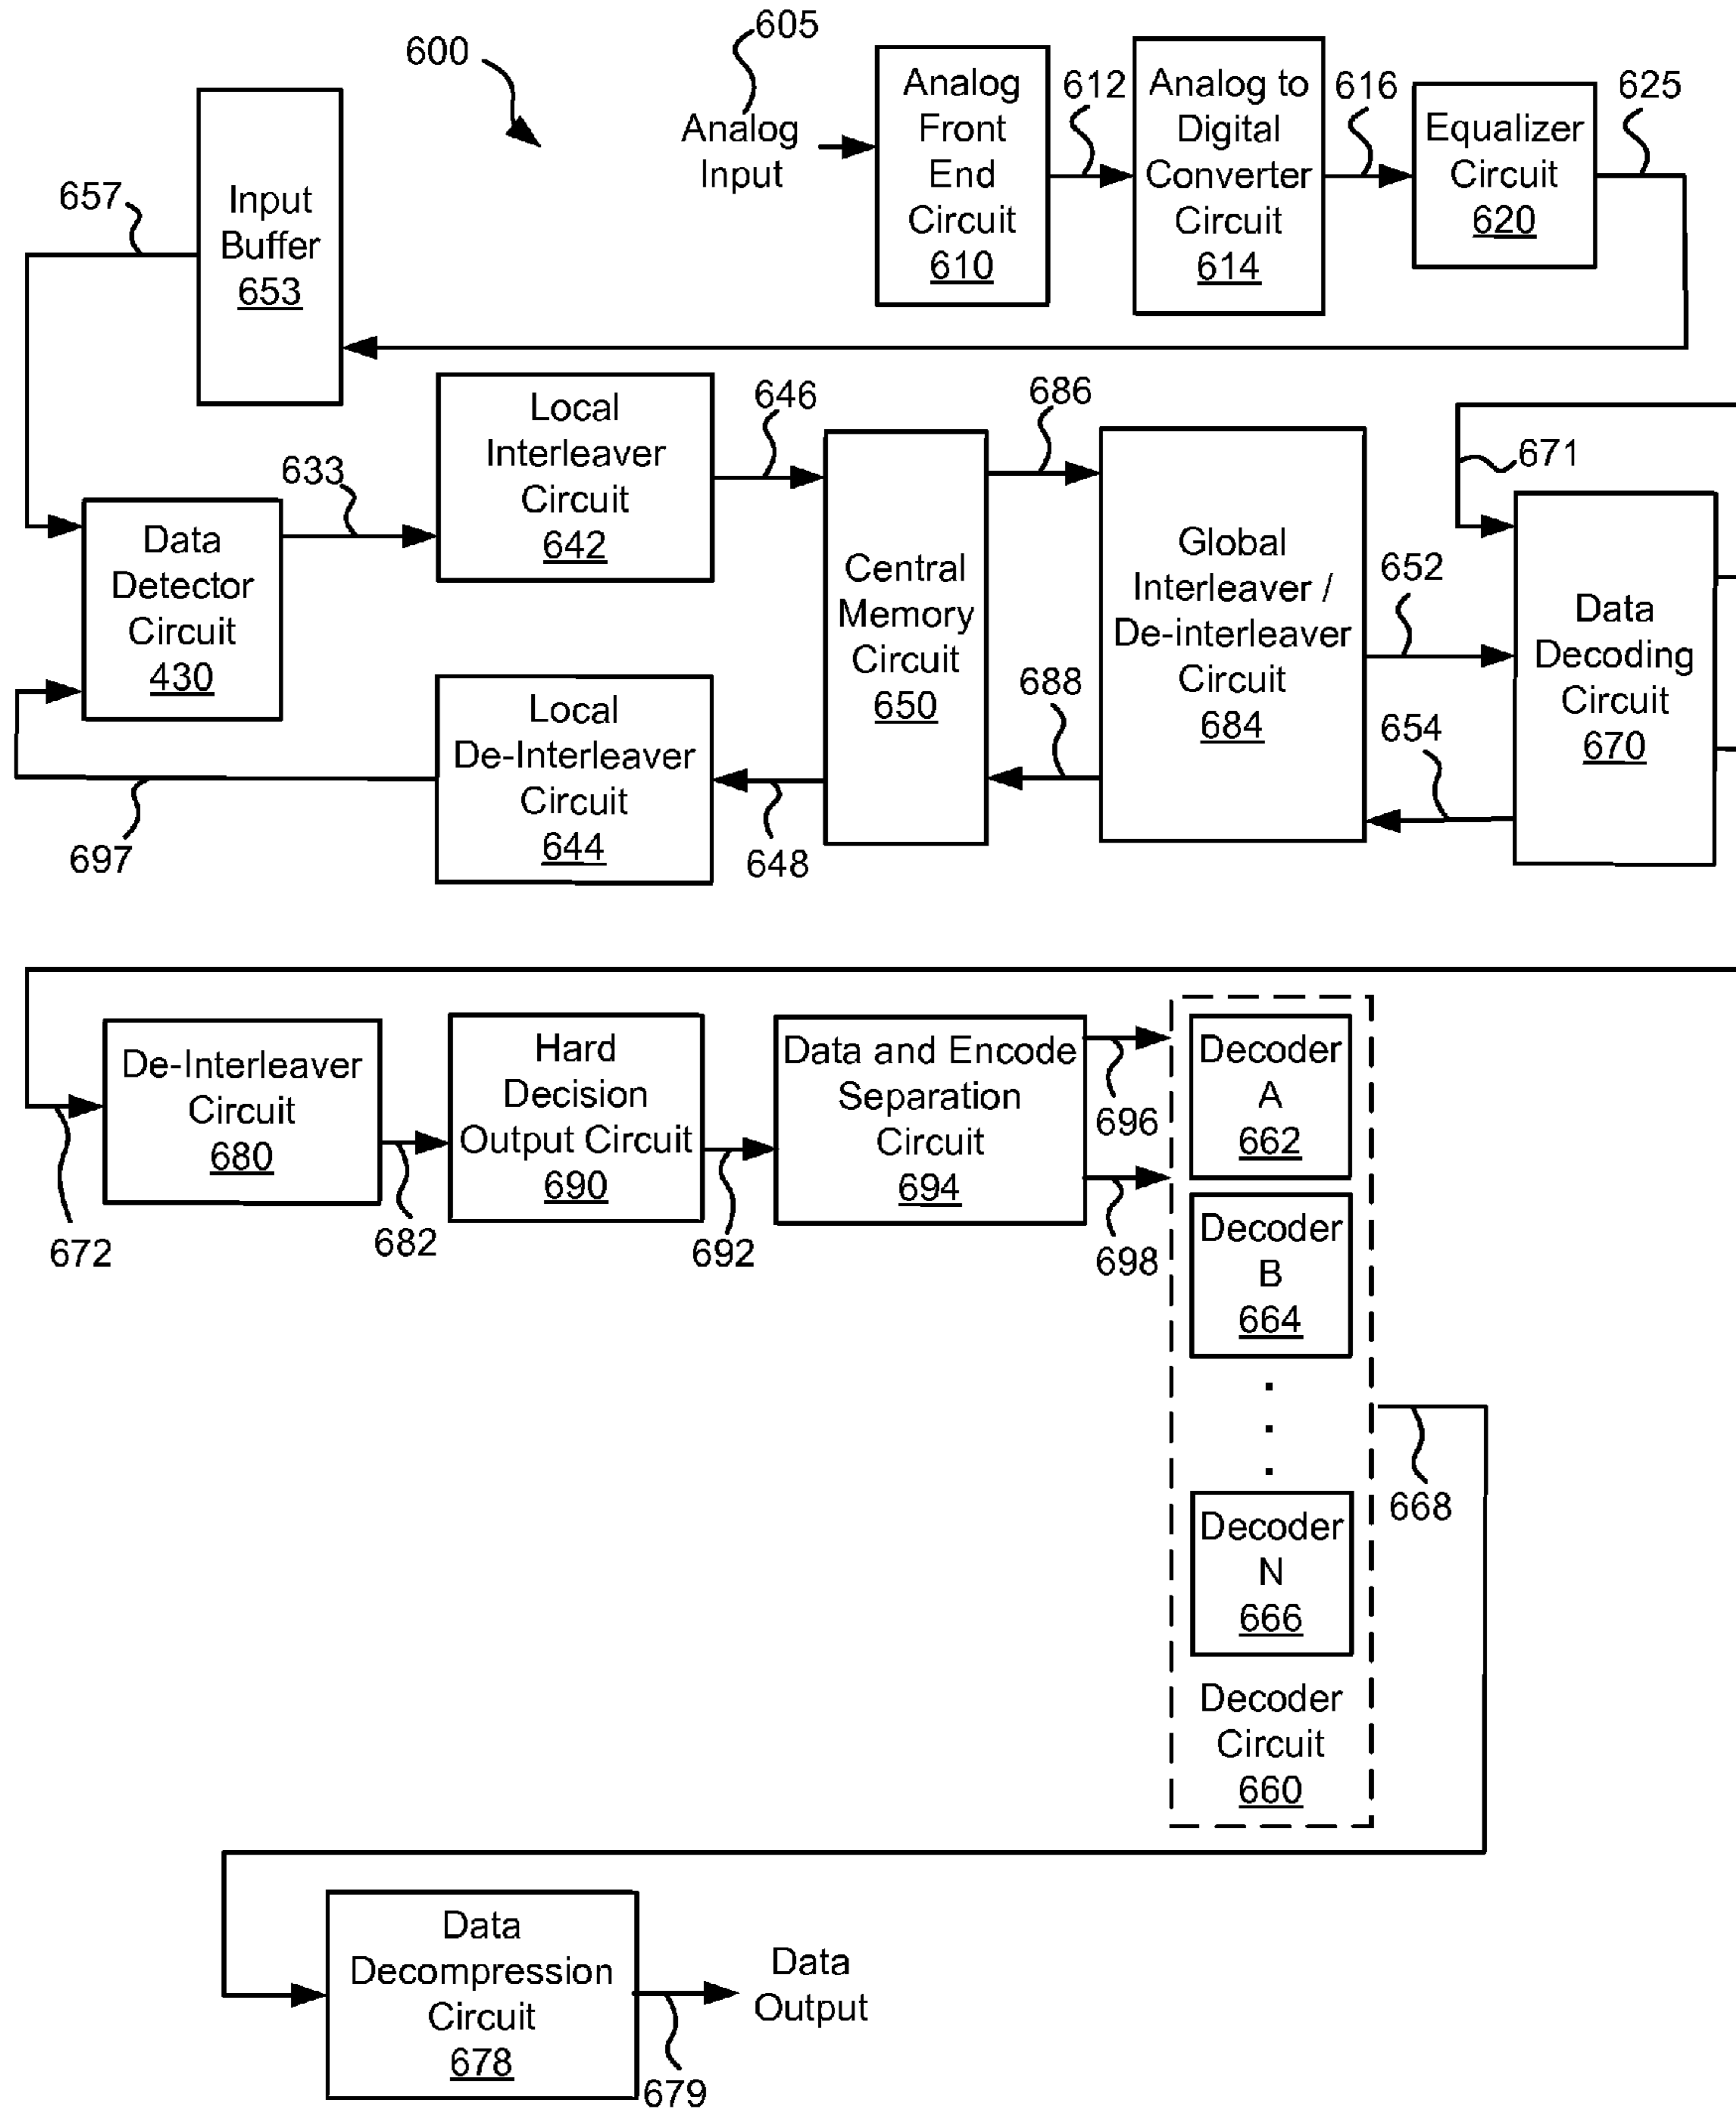 600
605
Analog
Input
Analog
Front
End
Circuit
610
612
Analog to
Digital
Converter
Circuit
614
616
Equalizer
Circuit
620
625
657
Input
Buffer
653
Data
Detector
Circuit
430
633
Local
Interleaver
Circuit
642
646
Central
Memory
Circuit
650
686
Global
Interleaver /
De-interleaver
Circuit
684
671
652
Data
Decoding
Circuit
670
654
688
648
Local
De-Interleaver
Circuit
644
697
672
De-Interleaver
Circuit
680
682
Hard
Decision
Output Circuit
690
692
Data and Encode
Separation
Circuit
694
696
698
Decoder
A
662
Decoder
B
664
.
.
.
Decoder
N
666
Decoder
Circuit
660
668
Data
Decompression
Circuit
678
679
Data
Output